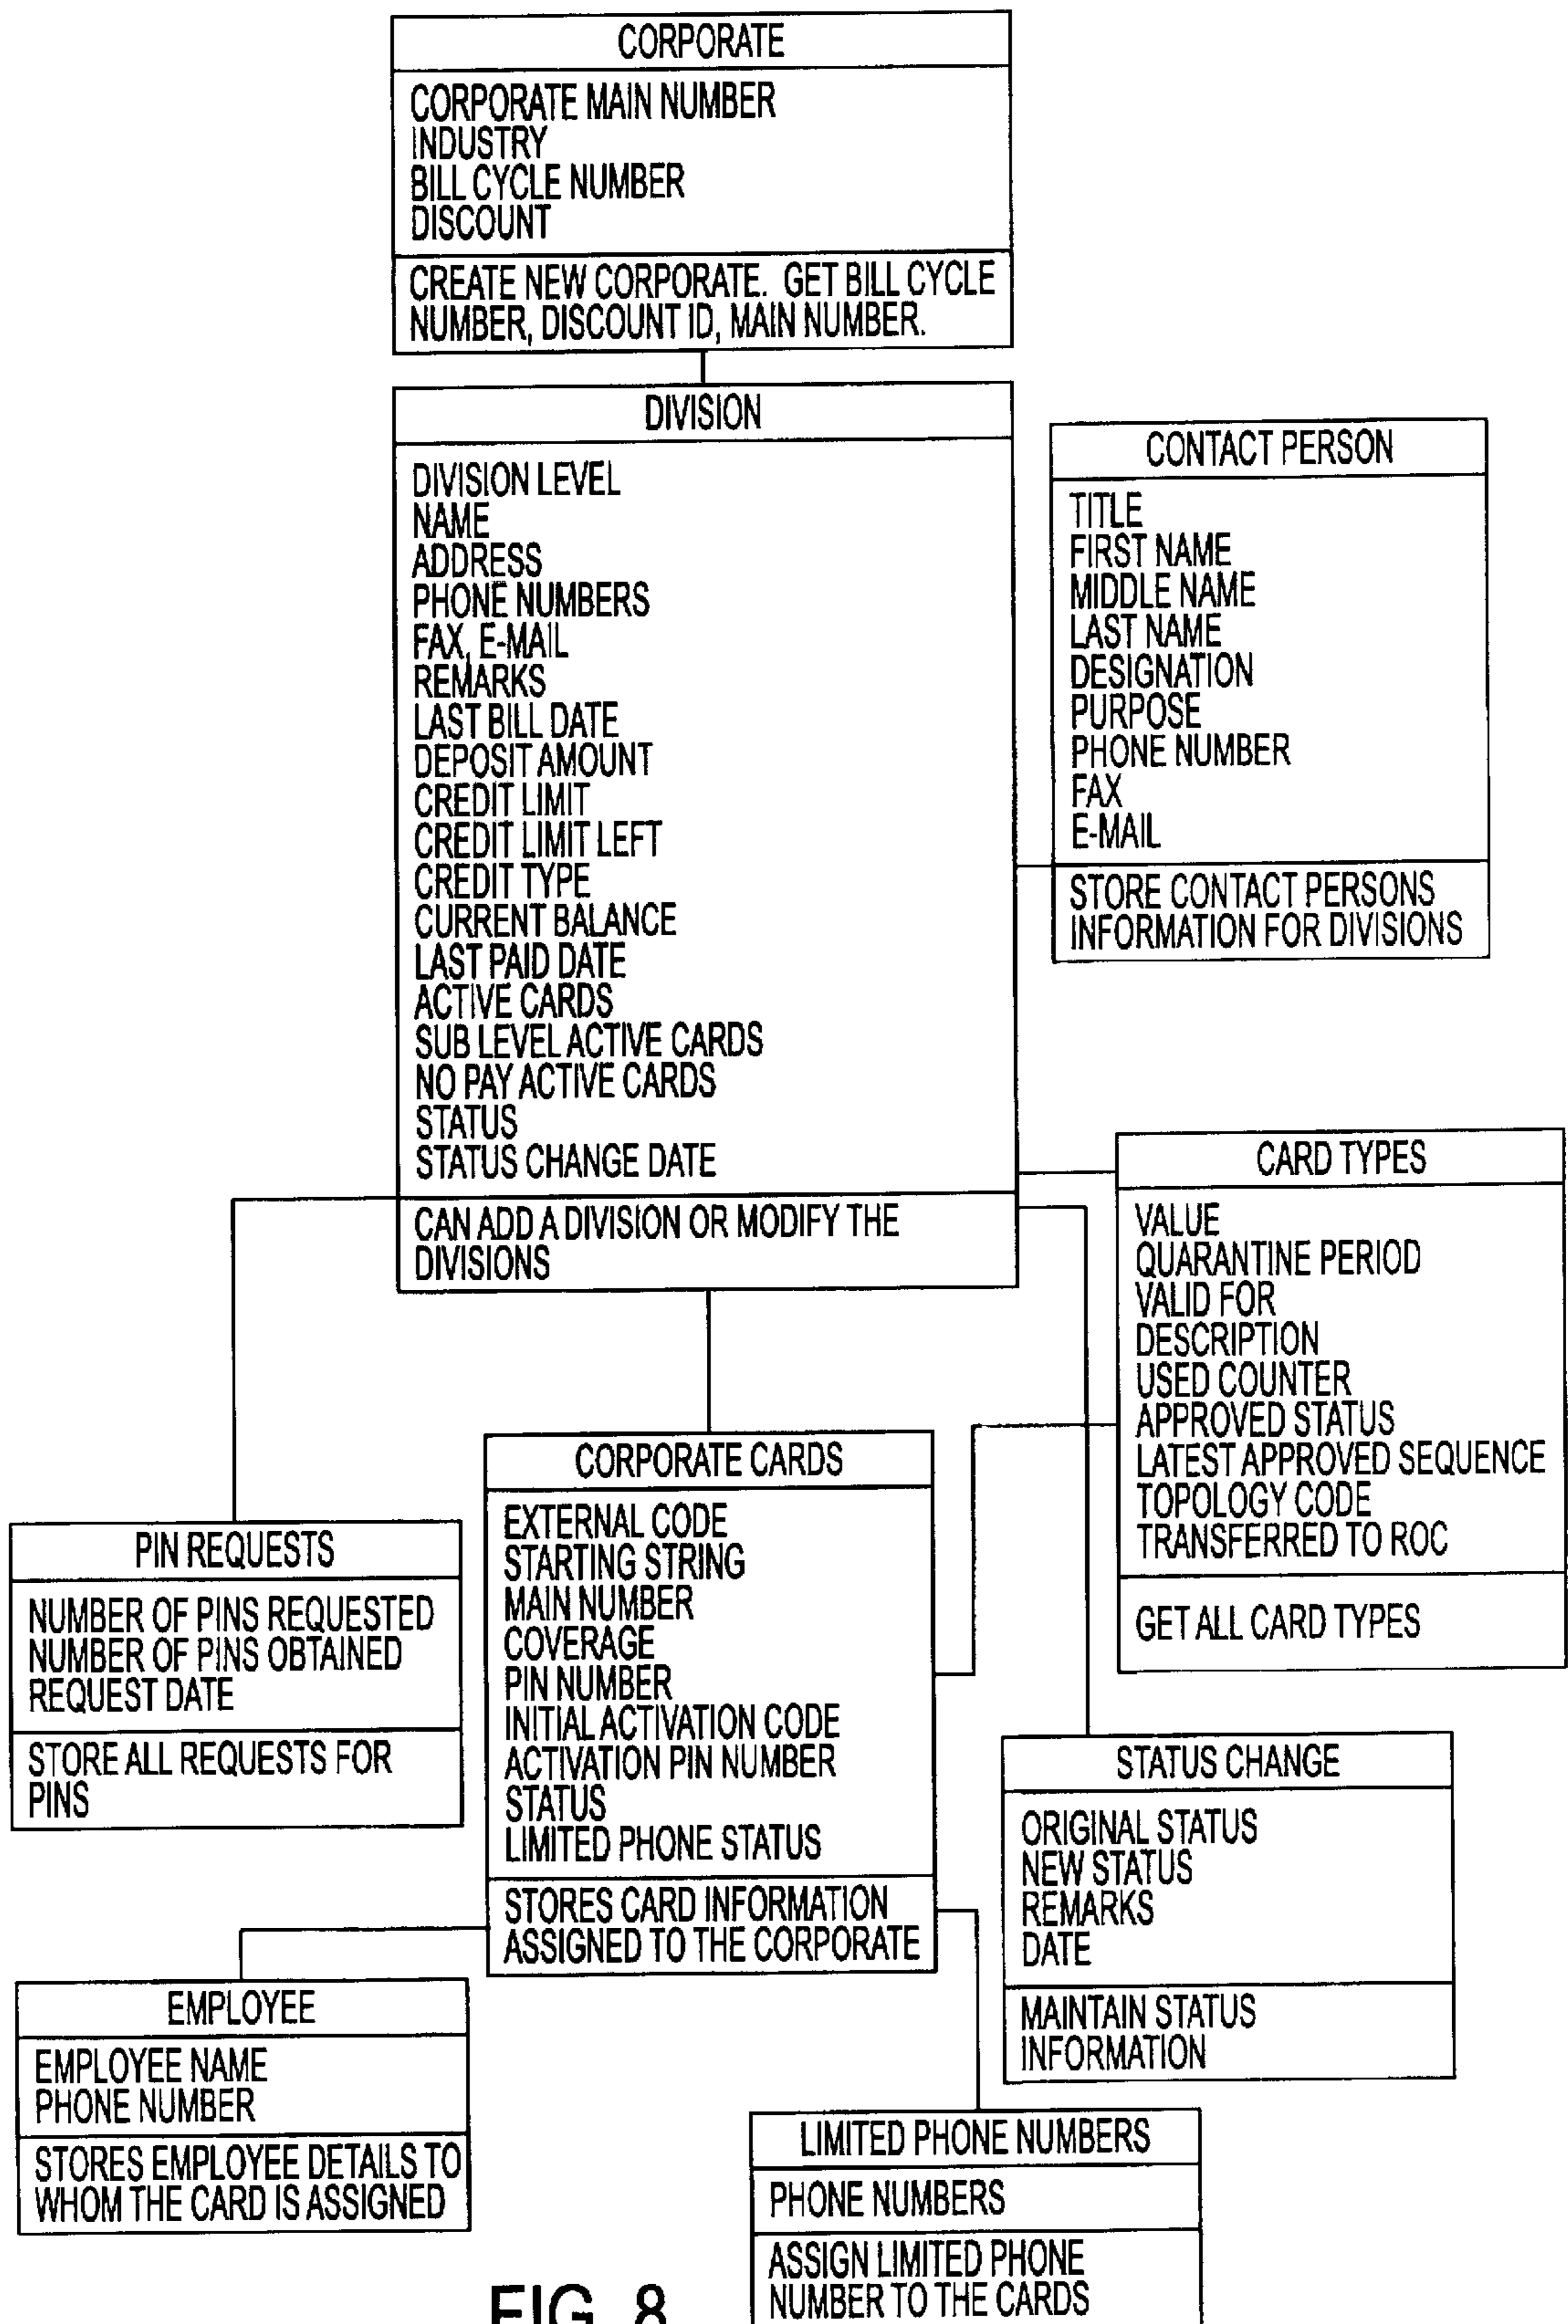 CORPORATE
CORPORATE MAIN NUMBER
INDUSTRY
BILL CYCLE NUMBER
DISCOUNT
CREATE NEW CORPORATE. GET BILL CYCLE
NUMBER, DISCOUNT ID, MAIN NUMBER.
DIVISION
DIVISION LEVEL
NAME
ADDRESS
PHONE NUMBERS
FAX, E-MAIL
REMARKS
LAST BILL DATE
DEPOSIT AMOUNT
CREDIT LIMIT
CREDIT LIMIT LEFT
CREDIT TYPE
CURRENT BALANCE
LAST PAID DATE
ACTIVE CARDS
SUB LEVEL ACTIVE CARDS
NO PAY ACTIVE CARDS
STATUS
STATUS CHANGE DATE
CAN ADD A DIVISION OR MODIFY THE
DIVISIONS
CONTACT PERSON
TITLE
FIRST NAME
MIDDLE NAME
LAST NAME
DESIGNATION
PURPOSE
PHONE NUMBER
FAX
E-MAIL
STORE CONTACT PERSONS
INFORMATION FOR DIVISIONS
CARD TYPES
VALUE
QUARANTINE PERIOD
VALID FOR
DESCRIPTION
USED COUNTER
APPROVED STATUS
LATEST APPROVED SEQUENCE
TOPOLOGY CODE
TRANSFERRED TO ROC
GET ALL CARD TYPES
PIN REQUESTS
NUMBER OF PINS REQUESTED
NUMBER OF PINS OBTAINED
REQUEST DATE
STORE ALL REQUESTS FOR
PINS
CORPORATE CARDS
EXTERNAL CODE
STARTING STRING
MAIN NUMBER
COVERAGE
PIN NUMBER
INITIAL ACTIVATION CODE
ACTIVATION PIN NUMBER
STATUS
LIMITED PHONE STATUS
STORES CARD INFORMATION
ASSIGNED TO THE CORPORATE
STATUS CHANGE
ORIGINAL STATUS
NEW STATUS
REMARKS
DATE
MAINTAIN STATUS
INFORMATION
EMPLOYEE
EMPLOYEE NAME
PHONE NUMBER
STORES EMPLOYEE DETAILS TO
WHOM THE CARD IS ASSIGNED
LIMITED PHONE NUMBERS
PHONE NUMBERS
ASSIGN LIMITED PHONE
NUMBER TO THE CARDS
FIG. 8